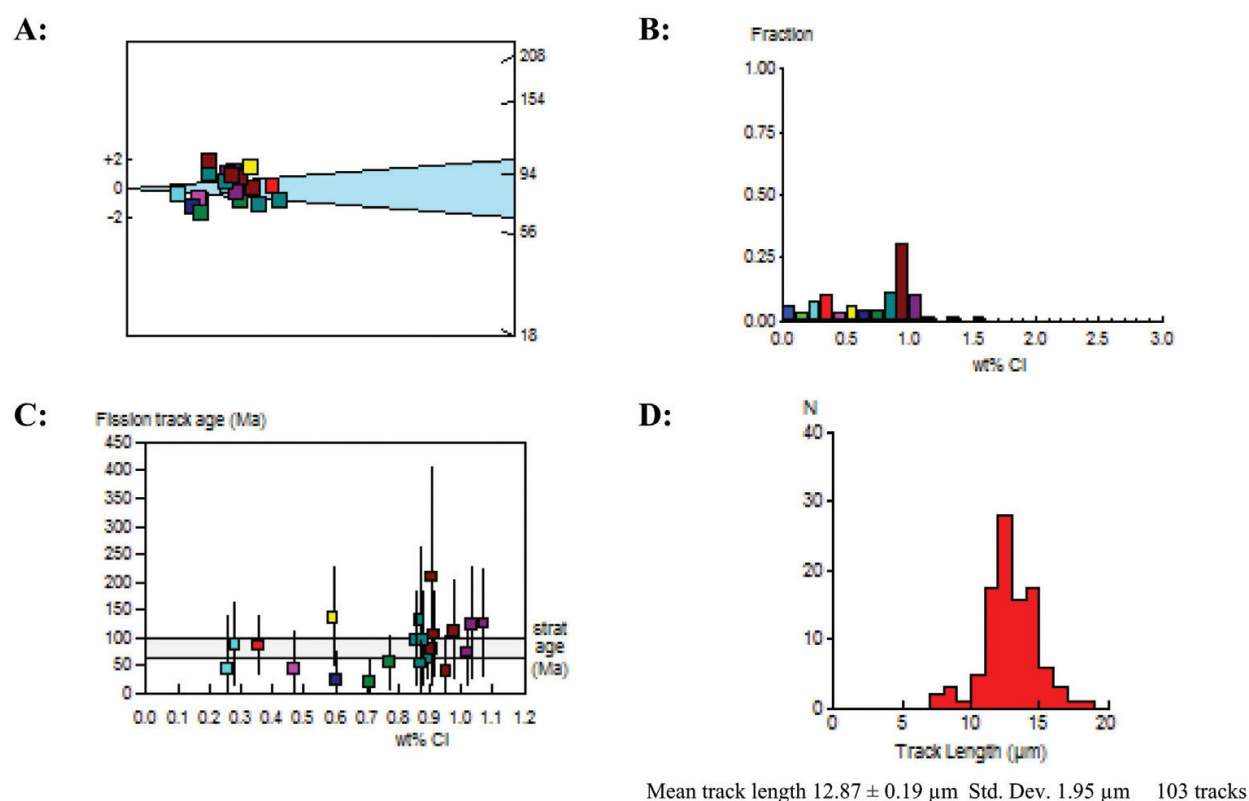 A:
+2
0
-2
208
154
94
56
18
B:
Fraction
1.00
0.75
0.50
0.25
0.00
0.0 0.5 1.0 1.5 2.0 2.5 3.0
wt% Cl
C:
Fission track age (Ma)
450
400
350
300
250
200
150
100
50
0
strat
age
(Ma)
0.0 0.1 0.2 0.3 0.4 0.5 0.6 0.7 0.8 0.9 1.0 1.1 1.2
wt% Cl
D:
N
40
30
20
10
0
0 5 10 15 20
Track Length (µm)
Mean track length 12.87 ± 0.19 µm Std. Dev. 1.95 µm 103 tracks